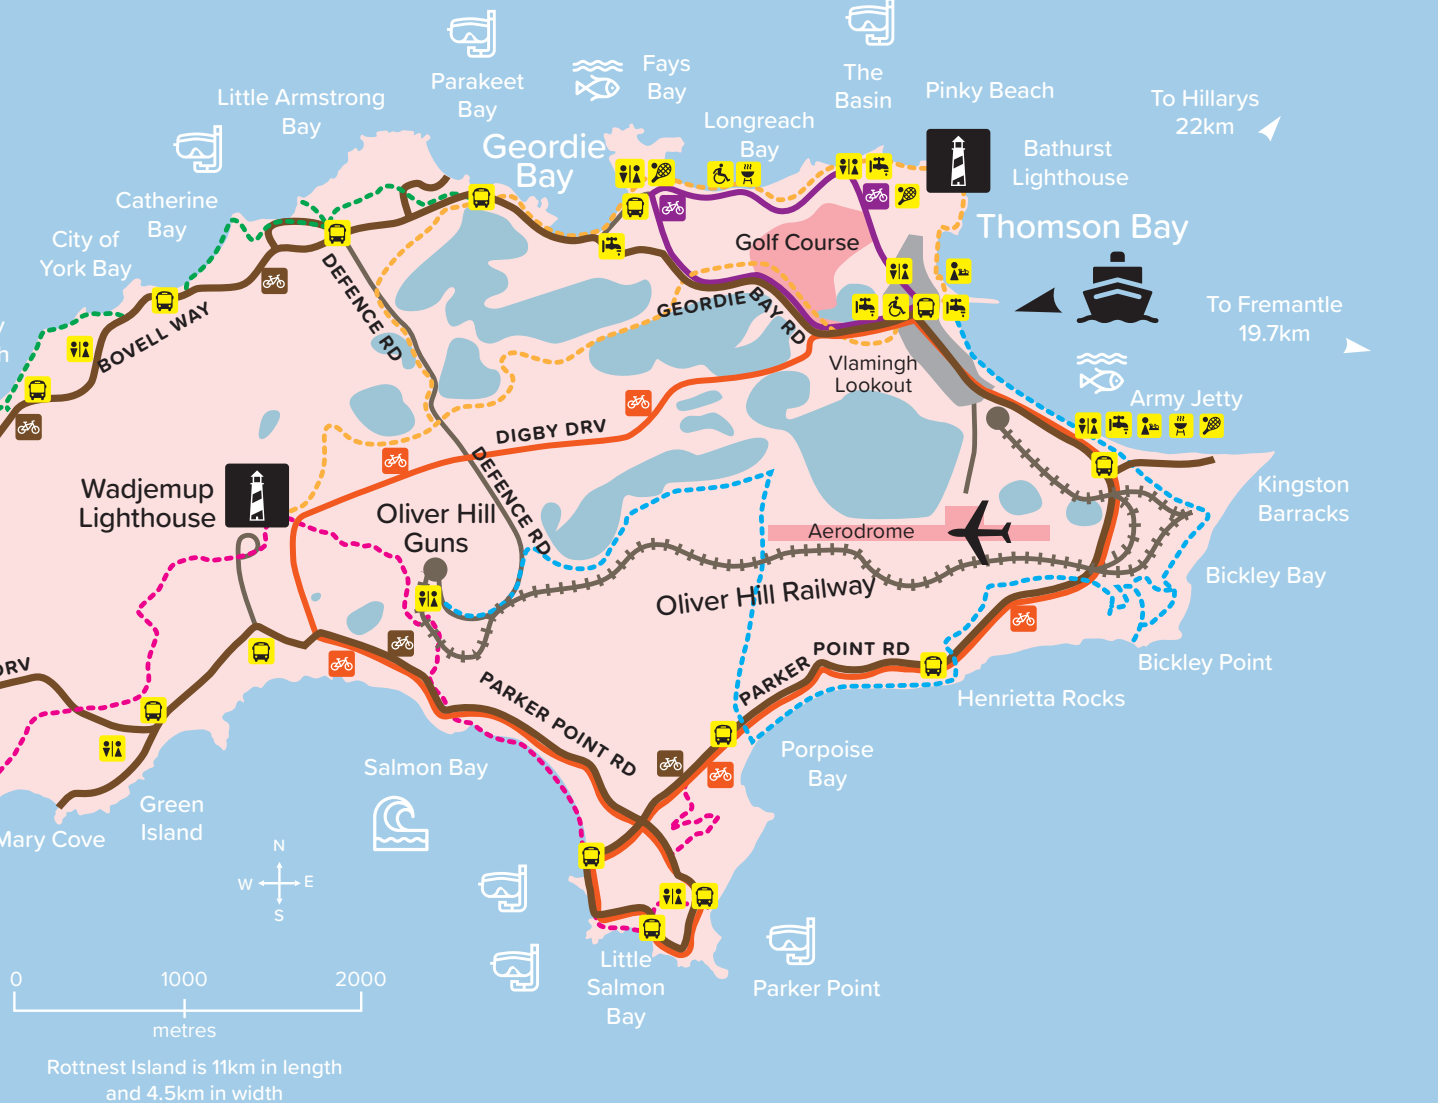 Parakeet
Bay
Fays
Bay
The
Basin
Pinky Beach
To Hillarys
22km
Little Armstrong
Bay
Longreach
Bay
Geordie
Bay
Bathurst
Lighthouse
Catherine
Bay
City of
York Bay
Golf Course
Thomson Bay
DEFENCE RD
GEORDIE BAY RD
To Fremantle
19.7km
BOVELL WAY
Vlamingh
Lookout
Army Jetty
DIGBY DRV
DEFENCE RD
Wadjemup
Lighthouse
Oliver Hill
Guns
Kingston
Barracks
Aerodrome
Bickley Bay
Oliver Hill Railway
POINT RD
PARKER
DRV
Bickley Point
Henrietta Rocks
PARKER POINT RD
Porpoise
Bay
Salmon Bay
Green
Island
Mary Cove
N
W
E
S
Little
Salmon
Bay
Parker Point
0
1000
2000
metres
Rottnest Island is 11km in length
and 4.5km in width